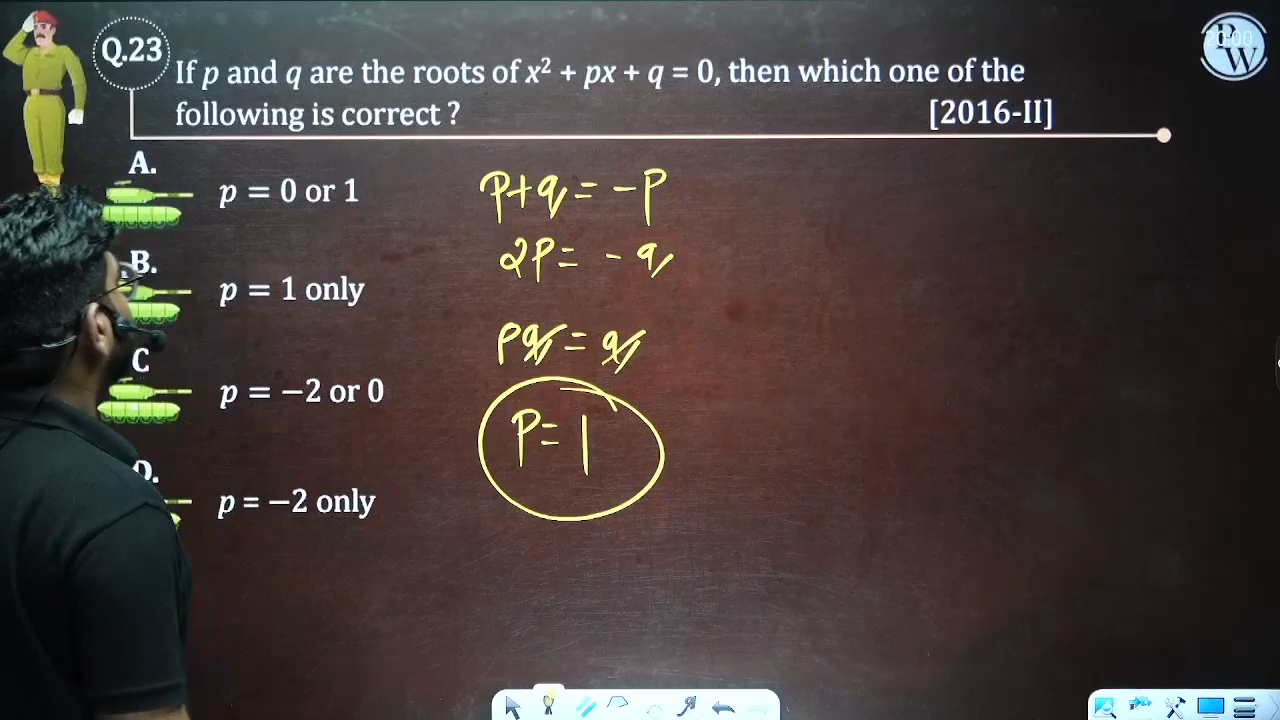 Q.23
If p and q are the roots of x² + px + q = 0, then which one of the
following is correct ? [2016-II]
A.
p = 0 or 1
B.
p = 1 only
C
p = −2 or 0
D.
p = −2 only
p+q = -p
2p = -q
pq = q
P = 1
PW